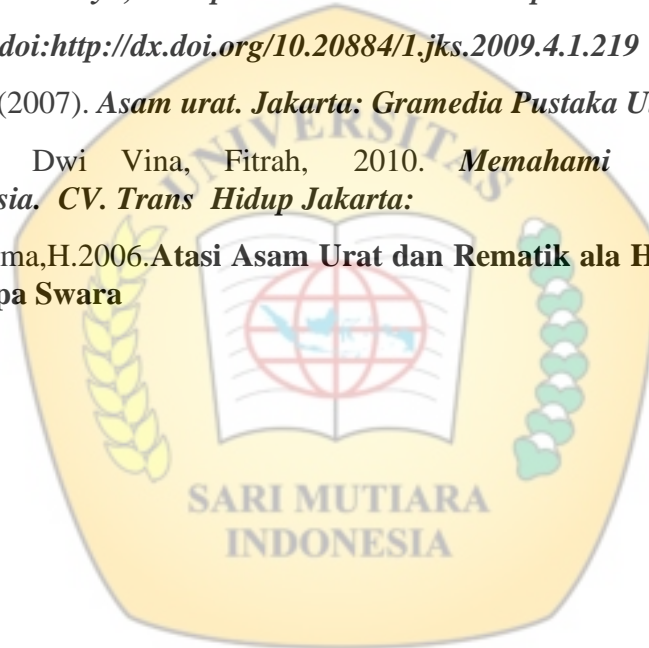 doi:http://dx.doi.org/10.20884/1.jks.2009.4.1.219
(2007). Asam urat. Jakarta: Gramedia Pustaka
Dwi Vina, Fitrah, 2010. Memahami
sia. CV. Trans Hidup Jakarta:
ma,H.2006.Atasi Asam Urat dan Rematik ala H
pa Swara
UNIVERSITAS
SARI MUTIARA
INDONESIA